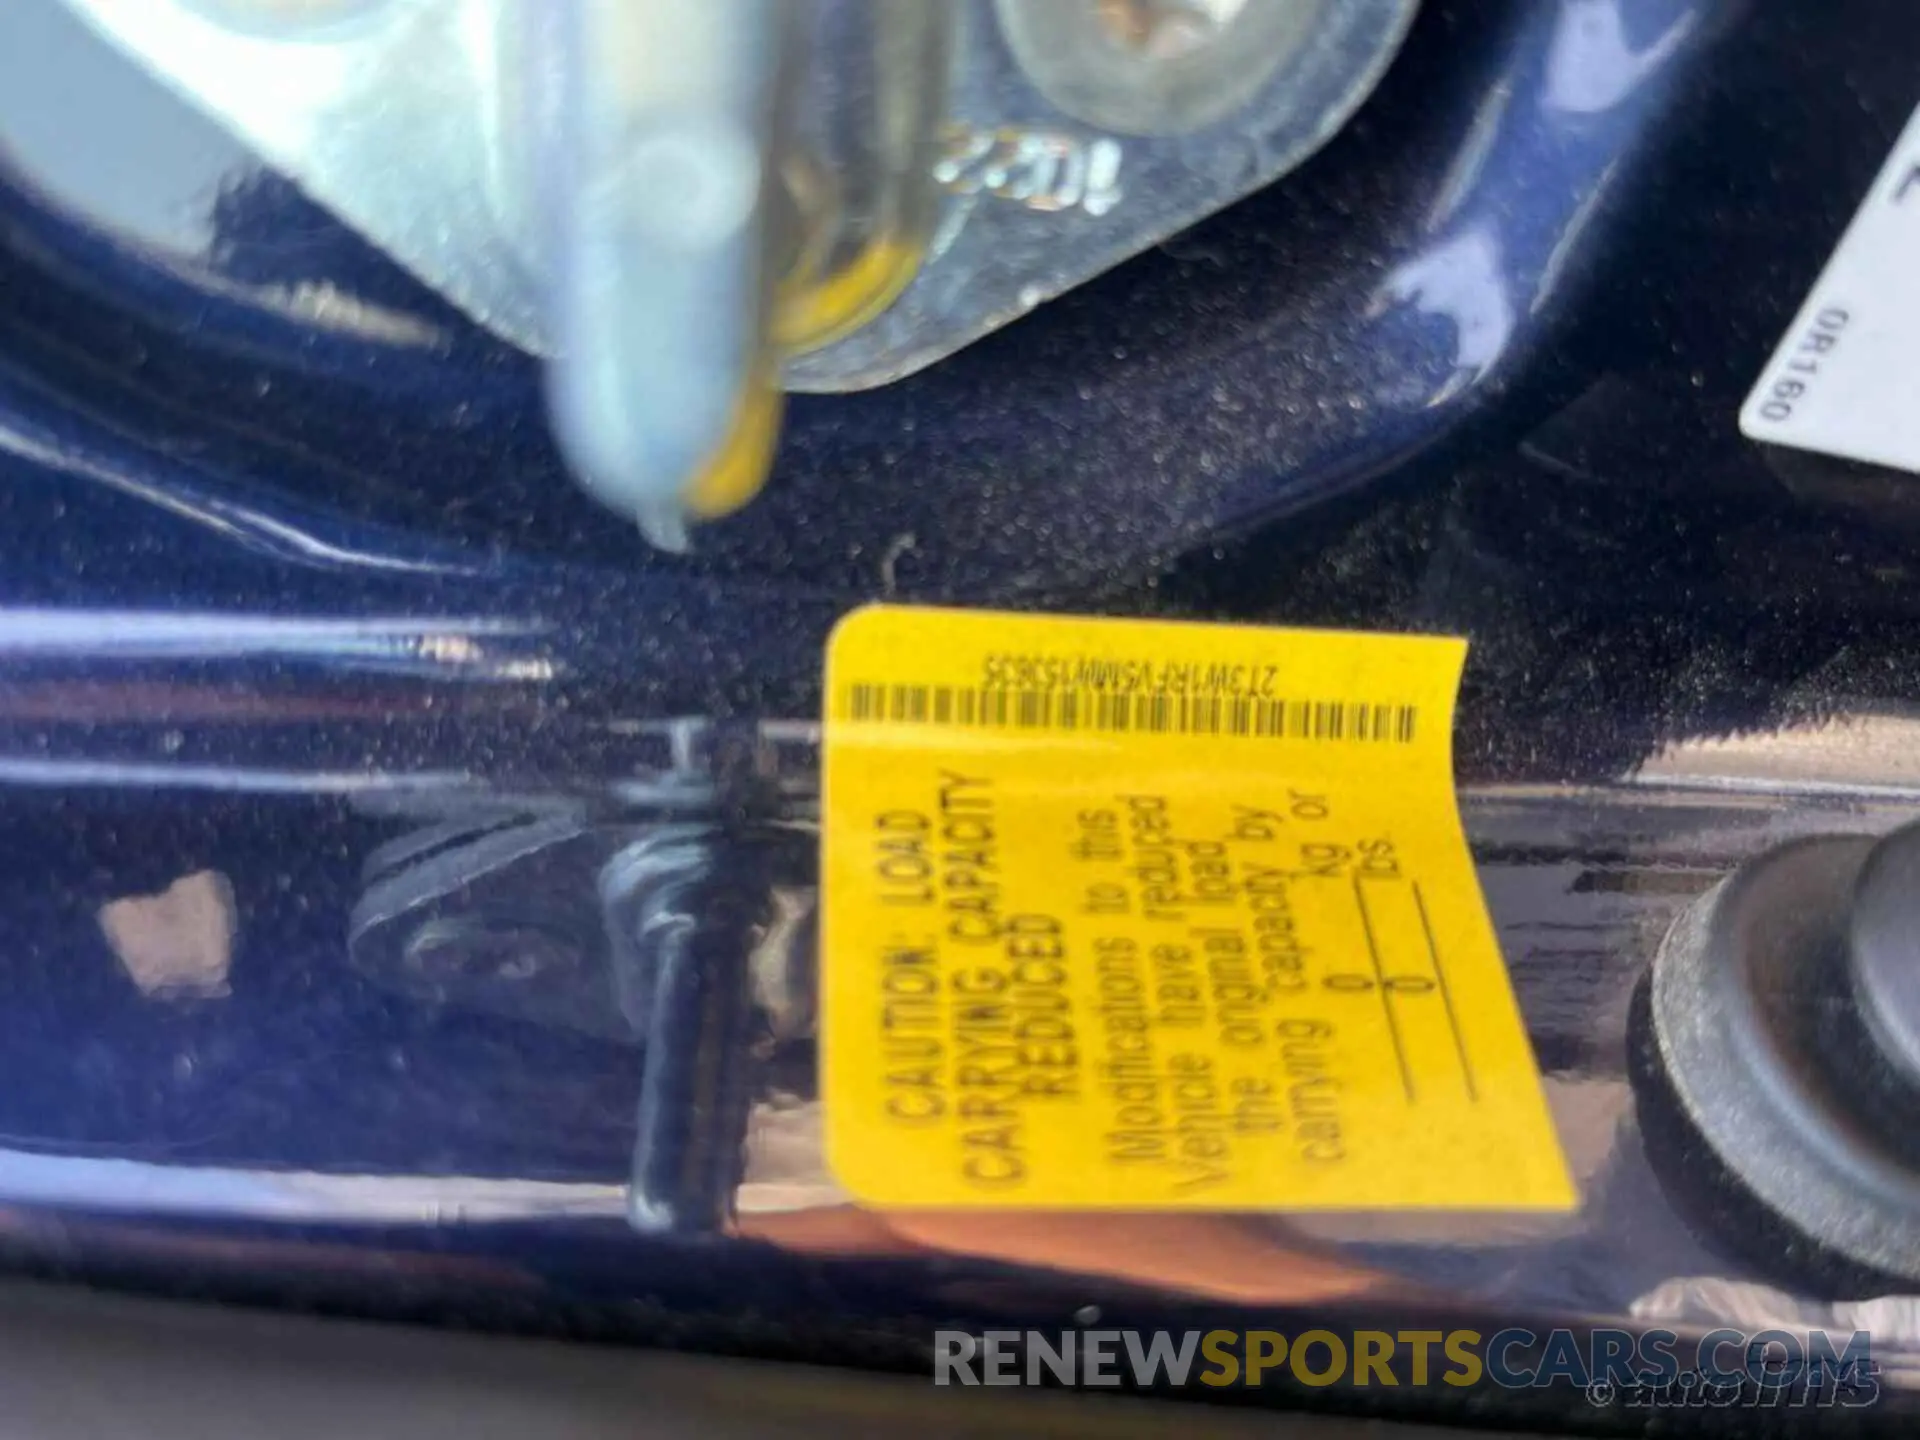 2T3W1RFV5MW153635
CAUTION: LOAD
CARRYING CAPACITY
REDUCED
Modifications to this
vehicle have reduced
the original load
carrying capacity by
0 kg or
0 lbs.
0R160
RENEWSPORTSCARS.COM